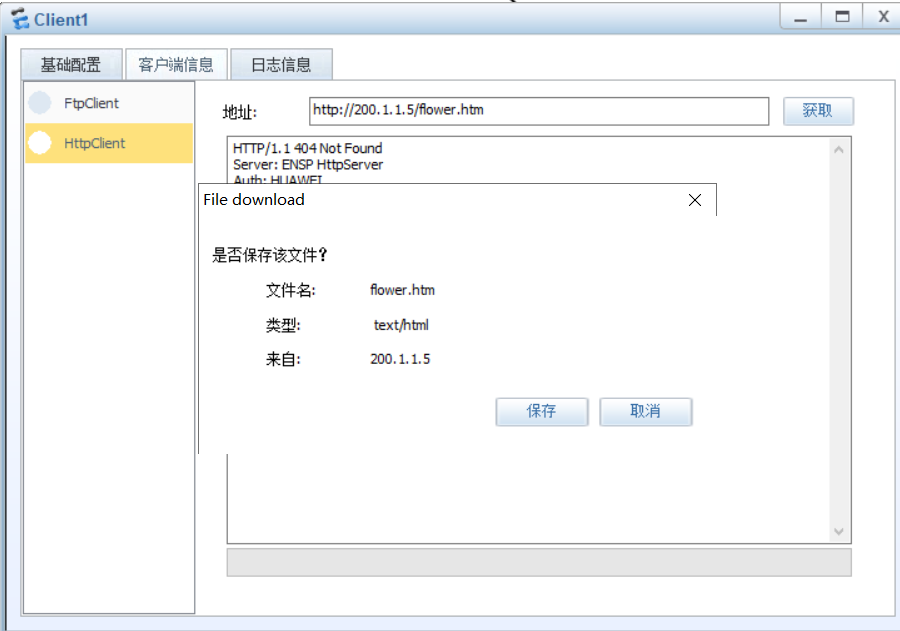 Client1
基础配置 客户端信息 日志信息
FtpClient
HttpClient
地址: http://200.1.1.5/flower.htm 获取
HTTP/1.1 404 Not Found
Server: ENSP HttpServer
Auth: HUAWEI
File download
是否保存该文件?
文件名: flower.htm
类型: text/html
来自: 200.1.1.5
保存 取消